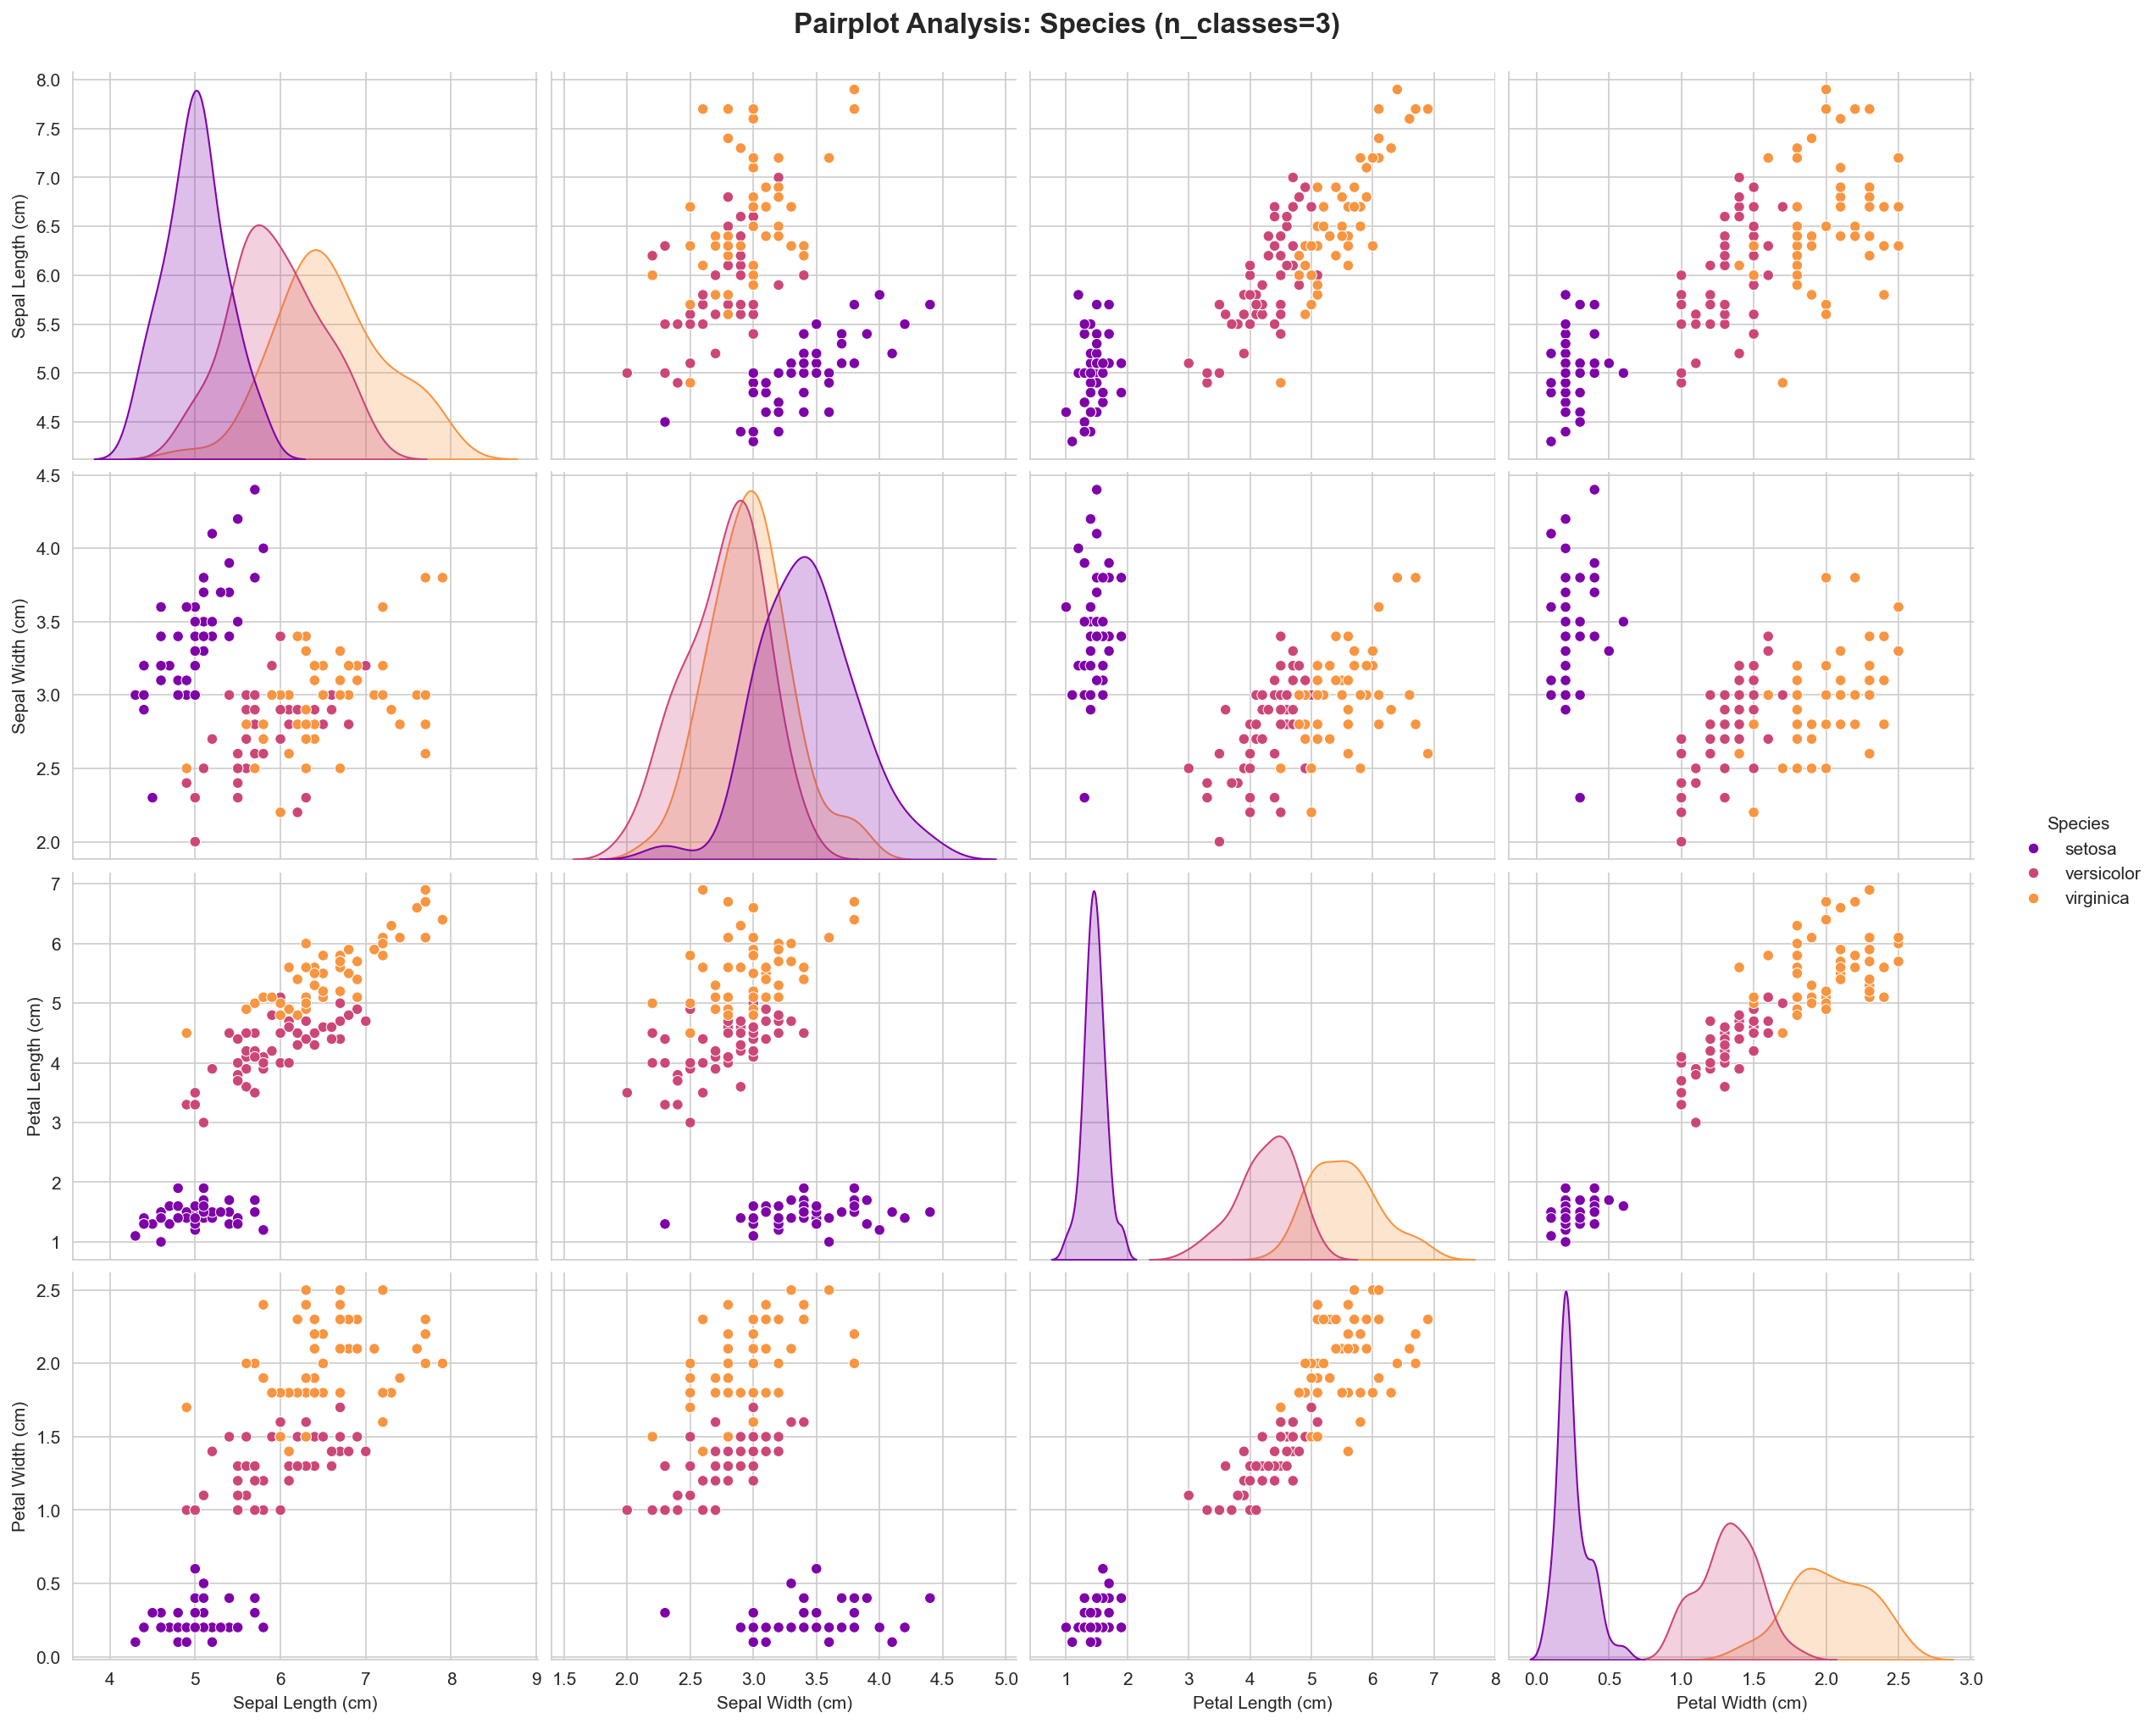 Pairplot Analysis: Species (n_classes=3)
8.0
7.5
7.0
6.5
6.0
5.5
5.0
4.5
Sepal Length (cm)
4.5
4.0
3.5
3.0
2.5
2.0
Sepal Width (cm)
7
6
5
4
3
2
1
Petal Length (cm)
2.5
2.0
1.5
1.0
0.5
0.0
Petal Width (cm)
4 5 6 7 8 9
Sepal Length (cm)
1.5 2.0 2.5 3.0 3.5 4.0 4.5 5.0
Sepal Width (cm)
1 2 3 4 5 6 7 8
Petal Length (cm)
0.0 0.5 1.0 1.5 2.0 2.5 3.0
Petal Width (cm)
Species
setosa
versicolor
virginica